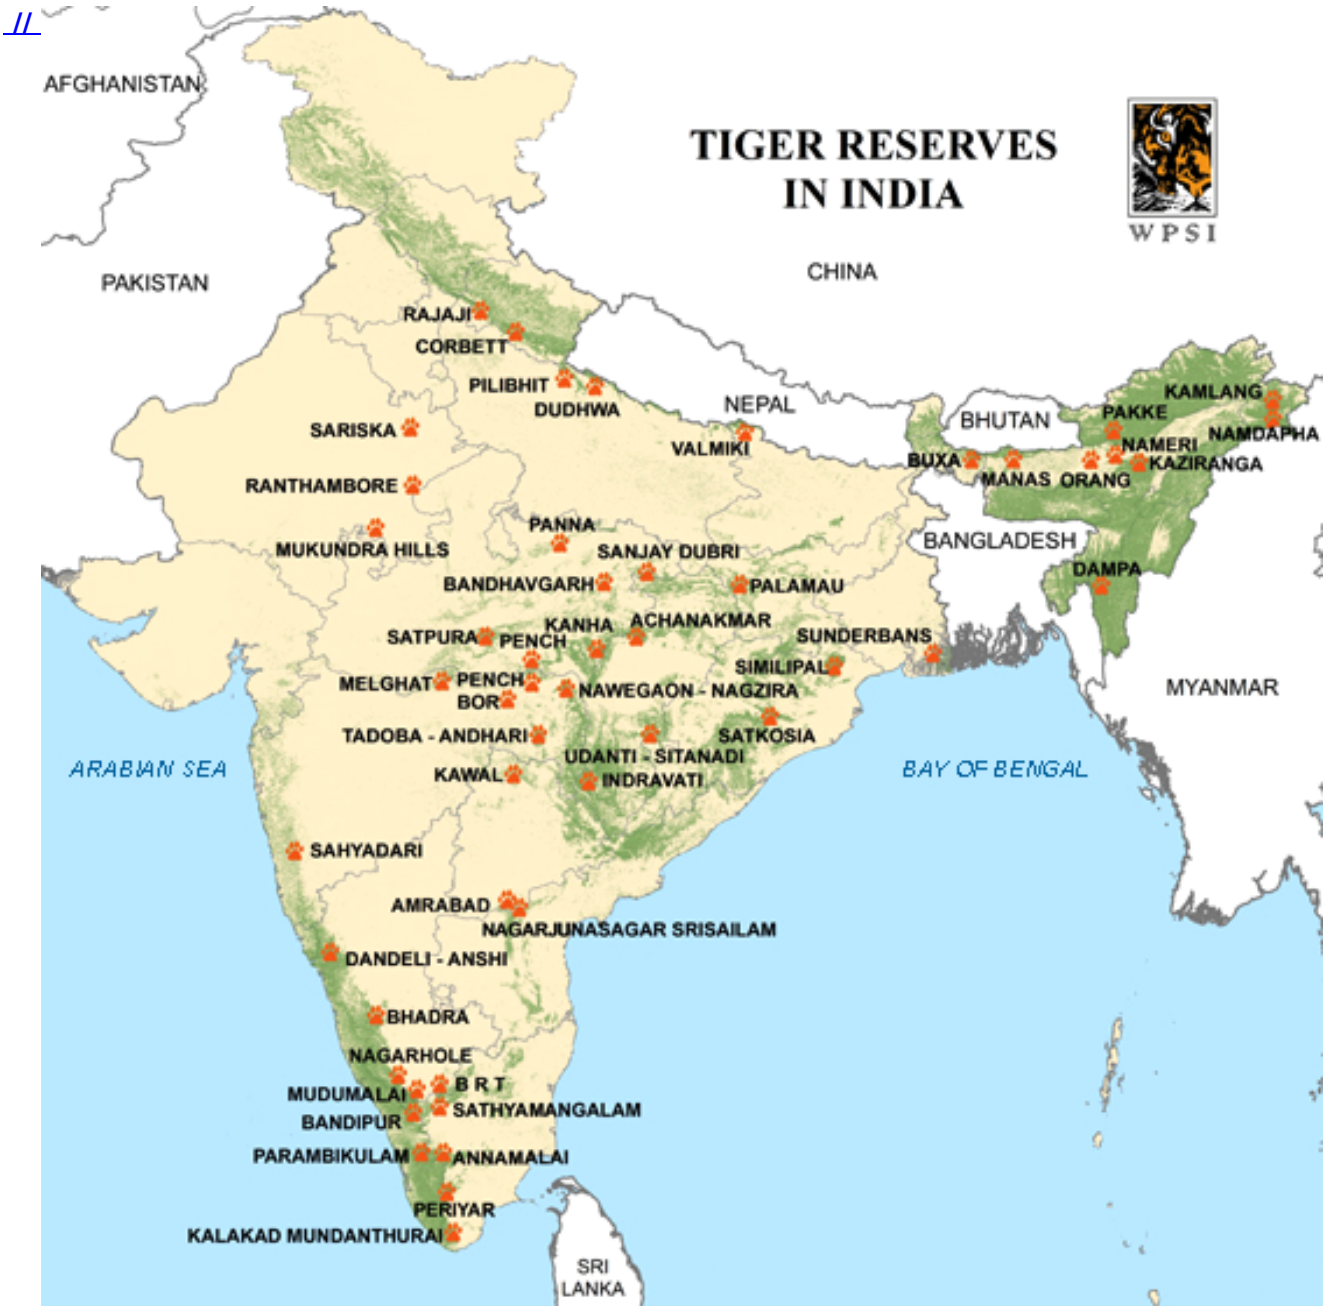 //
AFGHANISTAN
TIGER RESERVES
IN INDIA
WPSI
CHINA
PAKISTAN
RAJAJI
CORBETT
PILIBHIT
DUDHWA
NEPAL
KAMLANG
BHUTAN
PAKKE
SARISKA
VALMIKI
NAMDAPHA
NAMERI
BUXA
KAZIRANGA
MANAS
ORANG
RANTHAMBORE
PANNA
MUKUNDRA HILLS
SANJAY DUBRI
BANGLADESH
DAMPA
BANDHAVGARH
PALAMAU
KANHA
ACHANAKMAR
SATPURA
PENCH
SUNDERBANS
SIMILIPAL
MELGHAT
PENCH
MYANMAR
NAWEGAON - NAGZIRA
BOR
TADOBA - ANDHARI
SATKOSIA
UDANTI - SITANADI
ARABIAN SEA
BAY OF BENGAL
KAWAL
INDRAVATI
SAHYADARI
AMRABAD
NAGARJUNASAGAR SRISAILAM
DANDELI - ANSHI
BHADRA
NAGARHOLE
B R T
MUDUMALAI
SATHYAMANGALAM
BANDIPUR
PARAMBIKULAM
ANNAMALAI
PERIYAR
KALAKAD MUNDANTHURAI
SRI
LANKA